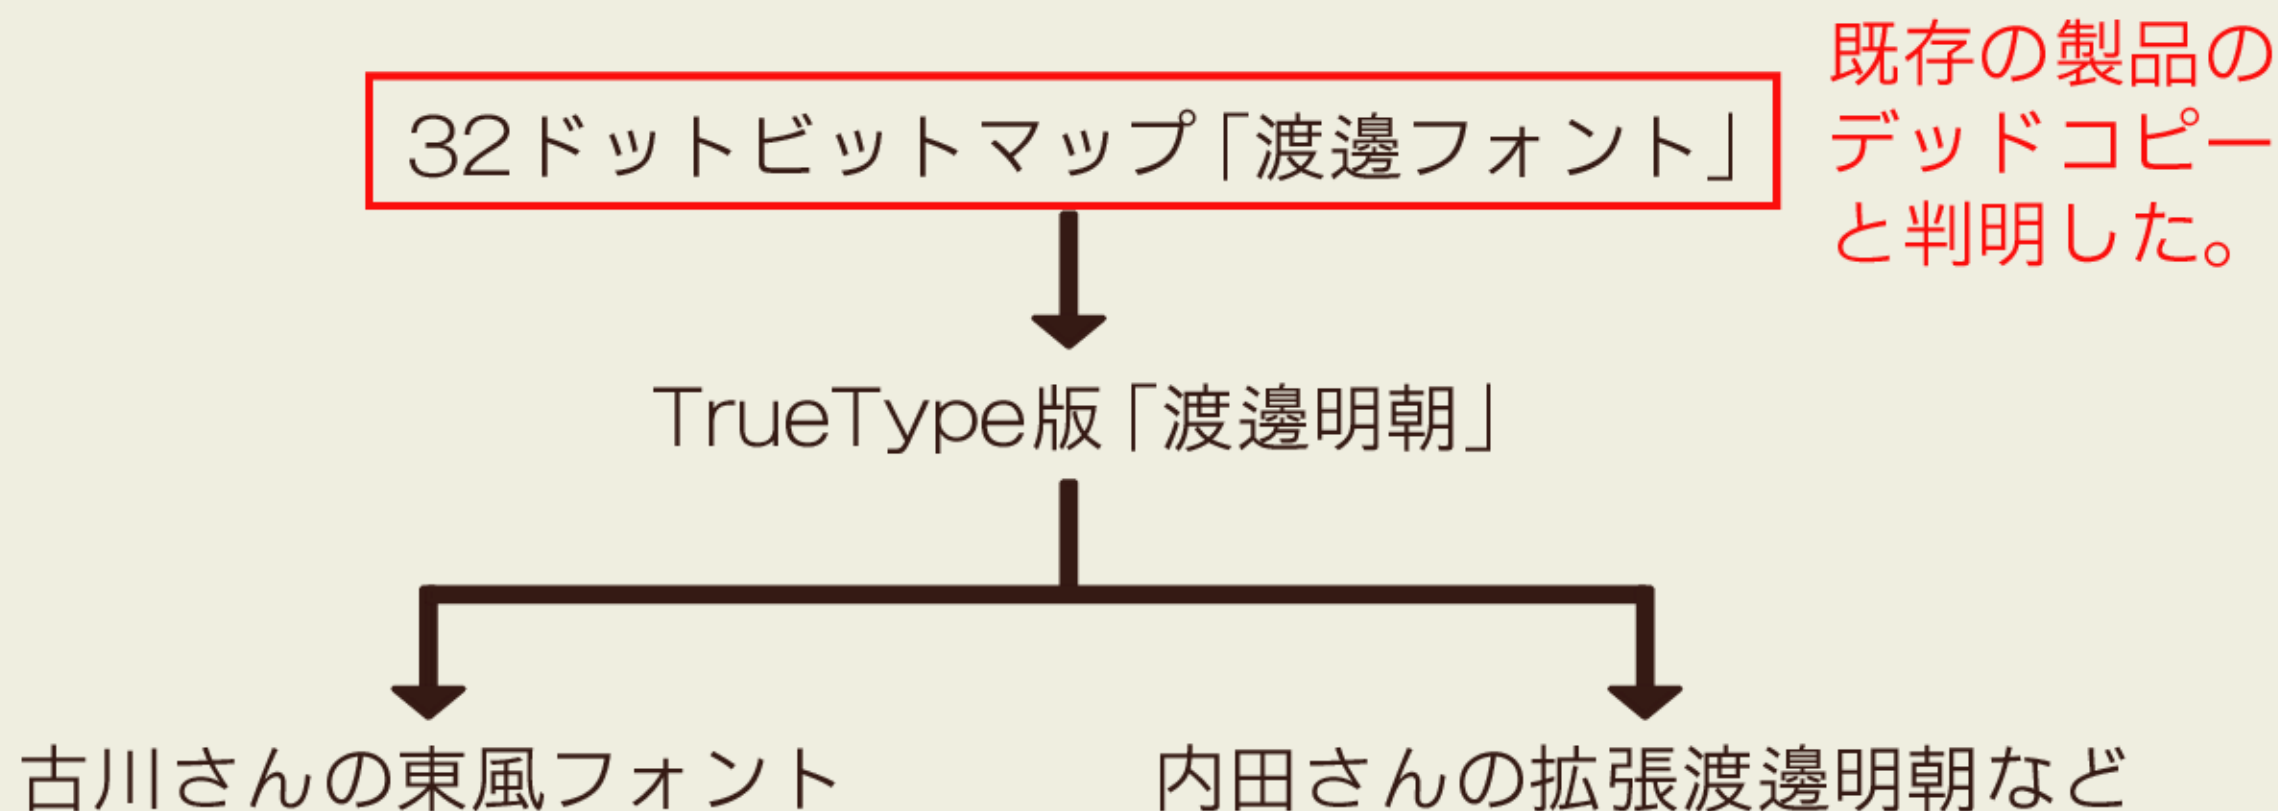 32ドットビットマップ「渡邊フォント」
既存の製品の
デッドコピー
と判明した。
TrueType版「渡邊明朝」
古川さんの東風フォント
内田さんの拡張渡邊明朝など